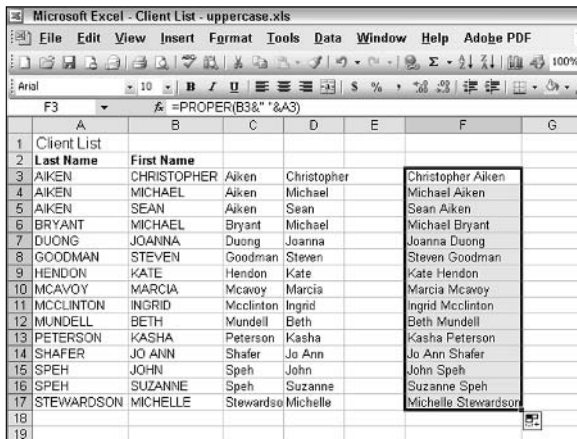 Microsoft Excel - Client List - uppercase.xls
File Edit View Insert Format Tools Data Window Help Adobe PDF
100%
Arial 10 B I U $ % ,
F3 fx =PROPER(B3&" "&A3)
A B C D E F G
1 Client List
2 Last Name First Name
3 AIKEN CHRISTOPHER Aiken Christopher Christopher Aiken
4 AIKEN MICHAEL Aiken Michael Michael Aiken
5 AIKEN SEAN Aiken Sean Sean Aiken
6 BRYANT MICHAEL Bryant Michael Michael Bryant
7 DUONG JOANNA Duong Joanna Joanna Duong
8 GOODMAN STEVEN Goodman Steven Steven Goodman
9 HENDON KATE Hendon Kate Kate Hendon
10 MCAVOY MARCIA Mcavoy Marcia Marcia Mcavoy
11 MCCLINTON INGRID Mcclinton Ingrid Ingrid Mcclinton
12 MUNDELL BETH Mundell Beth Beth Mundell
13 PETERSON KASHA Peterson Kasha Kasha Peterson
14 SHAFER JO ANN Shafer Jo Ann Jo Ann Shafer
15 SPEH JOHN Speh John John Speh
16 SPEH SUZANNE Speh Suzanne Suzanne Speh
17 STEWARDSON MICHELLE Stewardso Michelle Michelle Stewardson
18
19